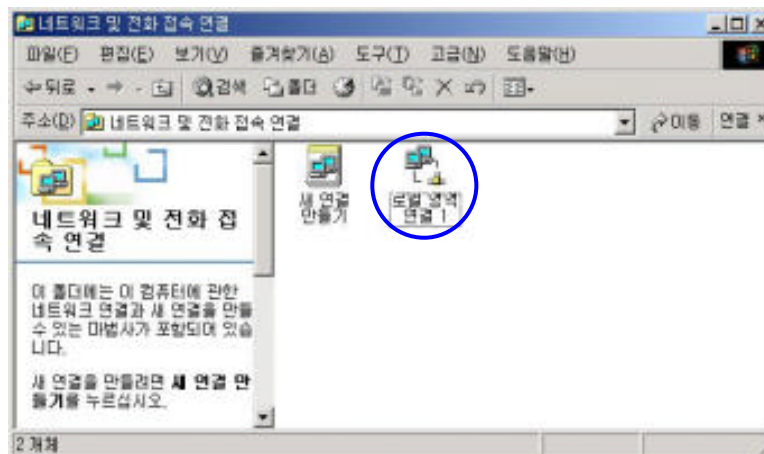 네트워크 및 전화 접속 연결
파일(F) 편집(E) 보기(V) 즐겨찾기(A) 도구(T) 고급(N) 도움말(H)
뒤로 검색 폴더
주소(D) 네트워크 및 전화 접속 연결 이동 연결
네트워크 및 전화 접
속 연결
이 폴더에는 이 컴퓨터에 관한
네트워크 연결과 새 연결을 만들
수 있는 마법사가 포함되어 있습
니다.
새 연결을 만들려면 새 연결 만
들기를 누르십시오.
새 연결
만들기
로컬 영역
연결 1
2 개체